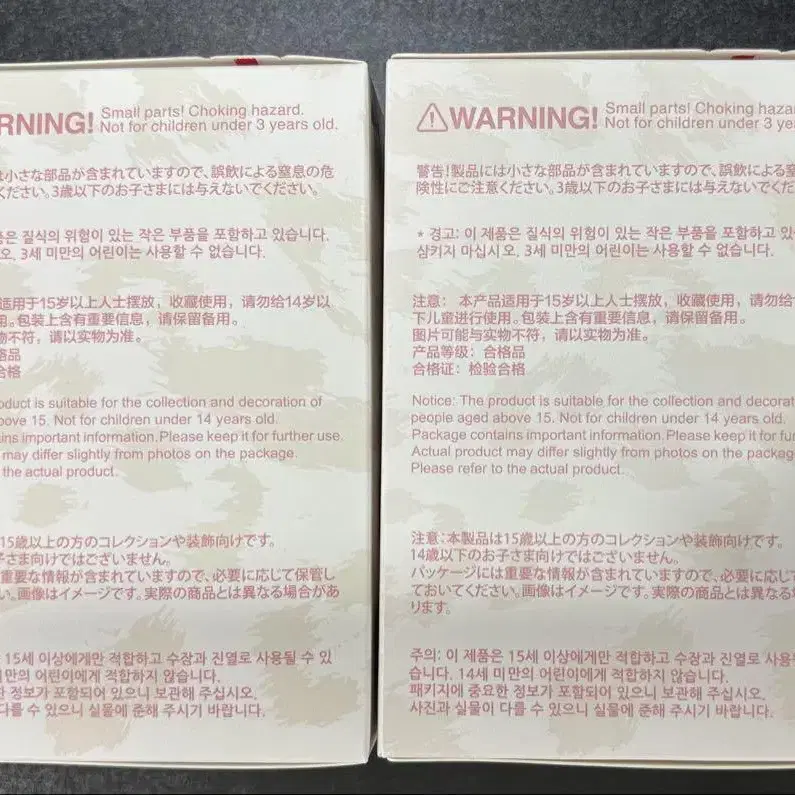 RNING! Small parts! Choking hazard.
Not for children under 3 years old.
は小さな部品が含まれていますので、誤飲による窒息の危
ください。3歳以下のお子さまには与えないでください。
품은 질식의 위험이 있는 작은 부품을 포함하고 있습니다.
오, 3세 미만의 어린이는 사용할 수 없습니다.
适用于15岁以上人士摆放，收藏使用，请勿给14岁以
用。包装上含有重要信息，请保留备用。
物不符，请以实物为准。
格品
合格
oduct is suitable for the collection and decoration of
above 15. Not for children under 14 years old.
ains important information.Please keep it for further use.
may differ slightly from photos on the package.
the actual product.
15歳以上の方のコレクションや装飾向けです。
子さま向けではございません。
重要な情報が含まれていますので、必要に応じて保管し
い。画像はイメージです。実際の商品とは異なる場合があ
15세 이상에게만 적합하고 수장과 진열로 사용될 수 있
미만의 어린이에게 적합하지 않습니다.
한 정보가 포함되어 있으니 보관해 주십시오.
다를 수 있으니 실물에 준해 주시기 바랍니다.
⚠WARNING! Small parts! Choking haza
Not for children under 3 ye
警告!製品には小さな部品が含まれていますので、誤飲による窒
険性にご注意ください。3歳以下のお子さまには与えないでくだ
* 경고: 이 제품은 질식의 위험이 있는 작은 부품을 포함하고 있
삼키지 마십시오, 3세 미만의 어린이는 사용할 수 없습니다.
注意： 本产品适用于15岁以上人士摆放，收藏使用，请勿给
下儿童进行使用。包装上含有重要信息，请保留备用。
图片可能与实物不符，请以实物为准。
产品等级：合格品
合格证：检验合格
Notice: The product is suitable for the collection and decorati
people aged above 15. Not for children under 14 years old.
Package contains important information.Please keep it for fur
Actual product may differ slightly from photos on the package
Please refer to the actual product.
注意：本製品は15歳以上の方のコレクションや装飾向けです。
14歳以下のお子さま向けではございません。
パッケージには重要な情報が含まれていますので、必要に応じて
ておいてください。画像はイメージです。実際の商品とは異なる場
ります。
주의: 이 제품은 15세 이상에게만 적합하고 수장과 진열로 사용
습니다. 14세 미만의 어린이에게 적합하지 않습니다.
패키지에 중요한 정보가 포함되어 있으니 보관해 주십시오.
사진과 실물이 다를 수 있으니 실물에 준해 주시기 바랍니다.